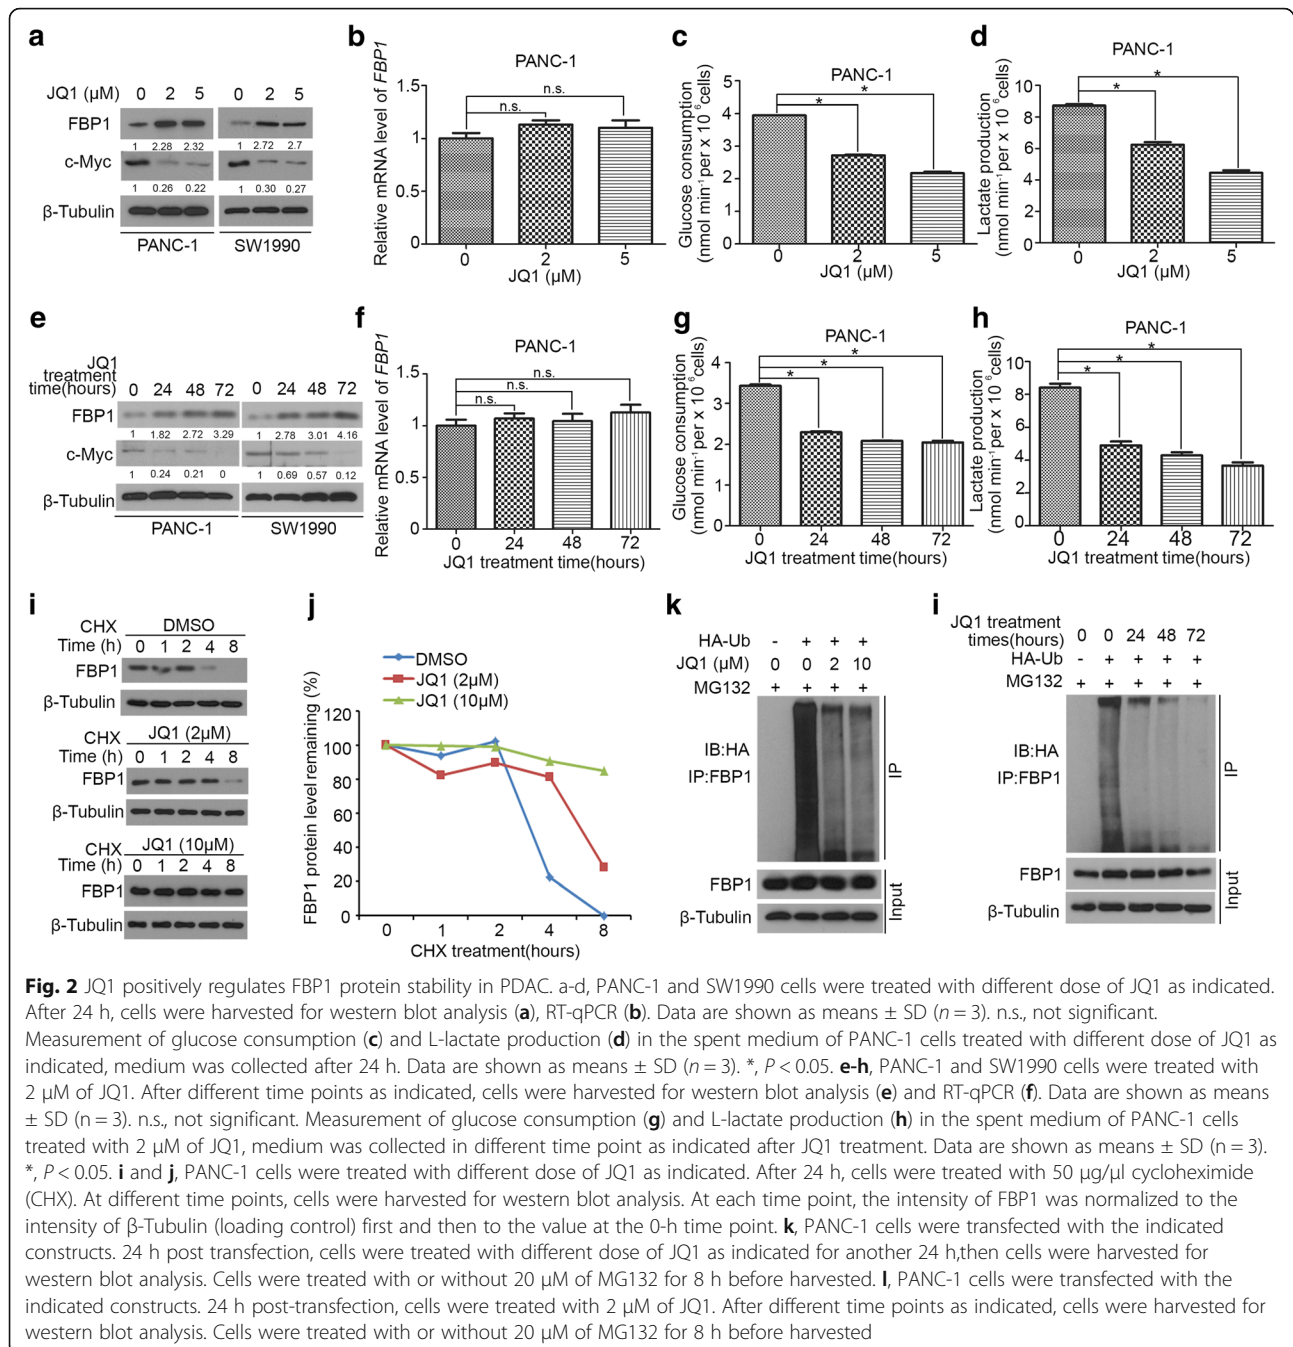 a
JQ1 (µM) 0 2 5 0 2 5
FBP1
1 2.28 2.32 1 2.72 2.7
c-Myc
1 0.26 0.22 1 0.30 0.27
β-Tubulin
PANC-1 SW1990
b
PANC-1
Relative mRNA level of FBP1
1.5
1
0.5
0
n.s.
n.s.
0 2 5
JQ1 (µM)
c
PANC-1
Glucose consumption
(nmol min⁻¹ per x 10⁶ cells)
5
4
3
2
1
0
*
*
0 2 5
JQ1 (µM)
d
PANC-1
Lactate production
(nmol min⁻¹ per x 10⁶ cells)
10
8
6
4
2
0
*
*
0 2 5
JQ1 (µM)
e
JQ1
treatment
time(hours) 0 24 48 72 0 24 48 72
FBP1
1 1.82 2.72 3.29 1 2.78 3.01 4.16
c-Myc
1 0.24 0.21 0 1 0.69 0.57 0.12
β-Tubulin
PANC-1 SW1990
f
PANC-1
Relative mRNA level of FBP1
1.5
1
0.5
0
n.s.
n.s.
n.s.
0 24 48 72
JQ1 treatment time(hours)
g
PANC-1
Glucose consumption
(nmol min⁻¹ per x 10⁶ cells)
4
3
2
1
0
*
*
*
0 24 48 72
JQ1 treatment time(hours)
h
PANC-1
Lactate production
(nmol min⁻¹ per x 10⁶ cells)
10
8
6
4
2
0
*
*
*
0 24 48 72
JQ1 treatment time(hours)
i
CHX DMSO
Time (h) 0 1 2 4 8
FBP1
β-Tubulin
CHX JQ1 (2µM)
Time (h) 0 1 2 4 8
FBP1
β-Tubulin
CHX JQ1 (10µM)
Time (h) 0 1 2 4 8
FBP1
β-Tubulin
j
DMSO
JQ1 (2µM)
JQ1 (10µM)
FBP1 protein level remaining (%)
120
100
80
60
40
20
0
0 1 2 4 8
CHX treatment(hours)
k
HA-Ub - + + +
JQ1 (µM) 0 0 2 10
MG132 + + + +
IB:HA
IP:FBP1
IP
FBP1
β-Tubulin
Input
i
JQ1 treatment
times(hours) 0 0 24 48 72
HA-Ub - + + + +
MG132 + + + + +
IB:HA
IP:FBP1
IP
FBP1
β-Tubulin
Input
Fig. 2 JQ1 positively regulates FBP1 protein stability in PDAC. a-d, PANC-1 and SW1990 cells were treated with different dose of JQ1 as indicated.
After 24 h, cells were harvested for western blot analysis (a), RT-qPCR (b). Data are shown as means ± SD (n = 3). n.s., not significant.
Measurement of glucose consumption (c) and L-lactate production (d) in the spent medium of PANC-1 cells treated with different dose of JQ1 as
indicated, medium was collected after 24 h. Data are shown as means ± SD (n = 3). *, P < 0.05. e-h, PANC-1 and SW1990 cells were treated with
2 µM of JQ1. After different time points as indicated, cells were harvested for western blot analysis (e) and RT-qPCR (f). Data are shown as means
± SD (n = 3). n.s., not significant. Measurement of glucose consumption (g) and L-lactate production (h) in the spent medium of PANC-1 cells
treated with 2 µM of JQ1, medium was collected in different time point as indicated after JQ1 treatment. Data are shown as means ± SD (n = 3).
*, P < 0.05. i and j, PANC-1 cells were treated with different dose of JQ1 as indicated. After 24 h, cells were treated with 50 µg/µl cycloheximide
(CHX). At different time points, cells were harvested for western blot analysis. At each time point, the intensity of FBP1 was normalized to the
intensity of β-Tubulin (loading control) first and then to the value at the 0-h time point. k, PANC-1 cells were transfected with the indicated
constructs. 24 h post transfection, cells were treated with different dose of JQ1 as indicated for another 24 h,then cells were harvested for
western blot analysis. Cells were treated with or without 20 µM of MG132 for 8 h before harvested. l, PANC-1 cells were transfected with the
indicated constructs. 24 h post-transfection, cells were treated with 2 µM of JQ1. After different time points as indicated, cells were harvested for
western blot analysis. Cells were treated with or without 20 µM of MG132 for 8 h before harvested